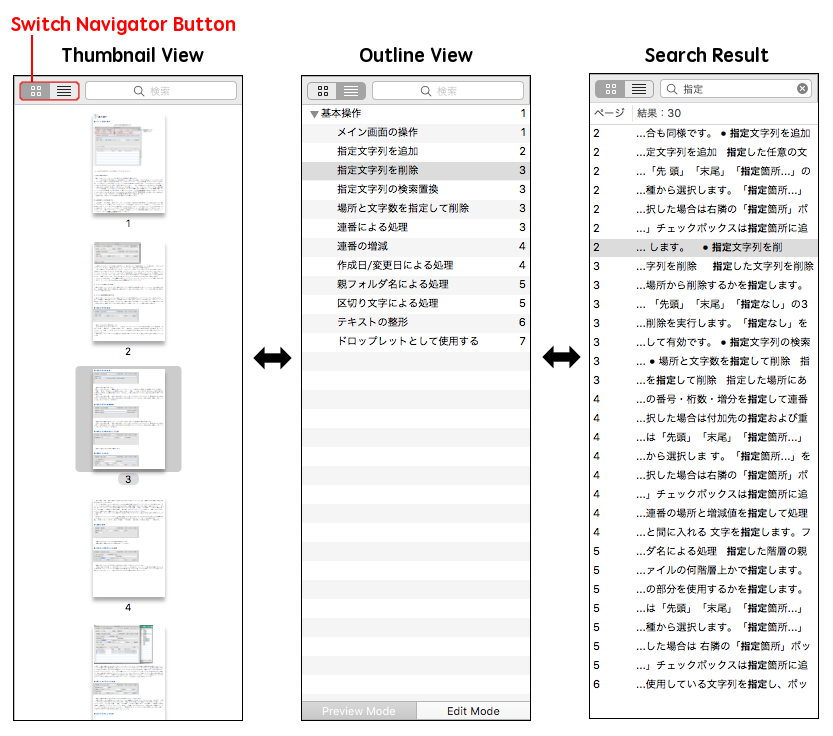 Switch Navigator Button
Thumbnail View
検索
1
2
3
4
Outline View
検索
基本操作 1
メイン画面の操作 1
指定文字列を追加 2
指定文字列を削除 3
指定文字列の検索置換 3
場所と文字数を指定して削除 3
連番による処理 3
連番の増減 4
作成日/変更日による処理 4
親フォルダ名による処理 5
区切り文字による処理 5
テキストの整形 6
ドロップレットとして使用する 7
Preview Mode Edit Mode
Search Result
指定
ページ 結果：30
2 ...合も同様です。 ● 指定文字列を追加
2 ...定文字列を追加 指定した任意の文
2 ...「先 頭」「末尾」「指定箇所...」の
2 ...種から選択します。「指定箇所...」
2 ...択した場合は右隣の「指定箇所」ポ
2 ...」チェックボックスは指定箇所に追
2 ... します。 ● 指定文字列を削
3 ...字列を削除 指定した文字列を削除
3 ...場所から削除するかを指定します。
3 ... 「先頭」「末尾」「指定なし」の3
3 ...削除を実行します。「指定なし」を
3 ...して有効です。 ● 指定文字列の検索
3 ... ● 場所と文字数を指定して削除 指
3 ...を指定して削除 指定した場所にあ
4 ...の番号・桁数・増分を指定して連番
4 ...択した場合は付加先の指定および重
4 ...は「先頭」「末尾」「指定箇所...」
4 ...から選択しま す。「指定箇所...」を
4 ...択した場合は右隣の「指定箇所」ポ
4 ...」チェックボックスは指定箇所に追
4 ...連番の場所と増減値を指定して処理
4 ...と間に入れる 文字を指定します。フ
5 ...ダ名による処理 指定した階層の親
5 ...ァイルの何階層上かで指定します。
5 ...の部分を使用するかを指定します。
5 ...は「先頭」「末尾」「指定箇所...」
5 ...種から選択します。「指定箇所...」
5 ...した場合は 右隣の「指定箇所」ポッ
5 ...」チェックボックスは指定箇所に追
6 ...使用している文字列を指定し、ポッ